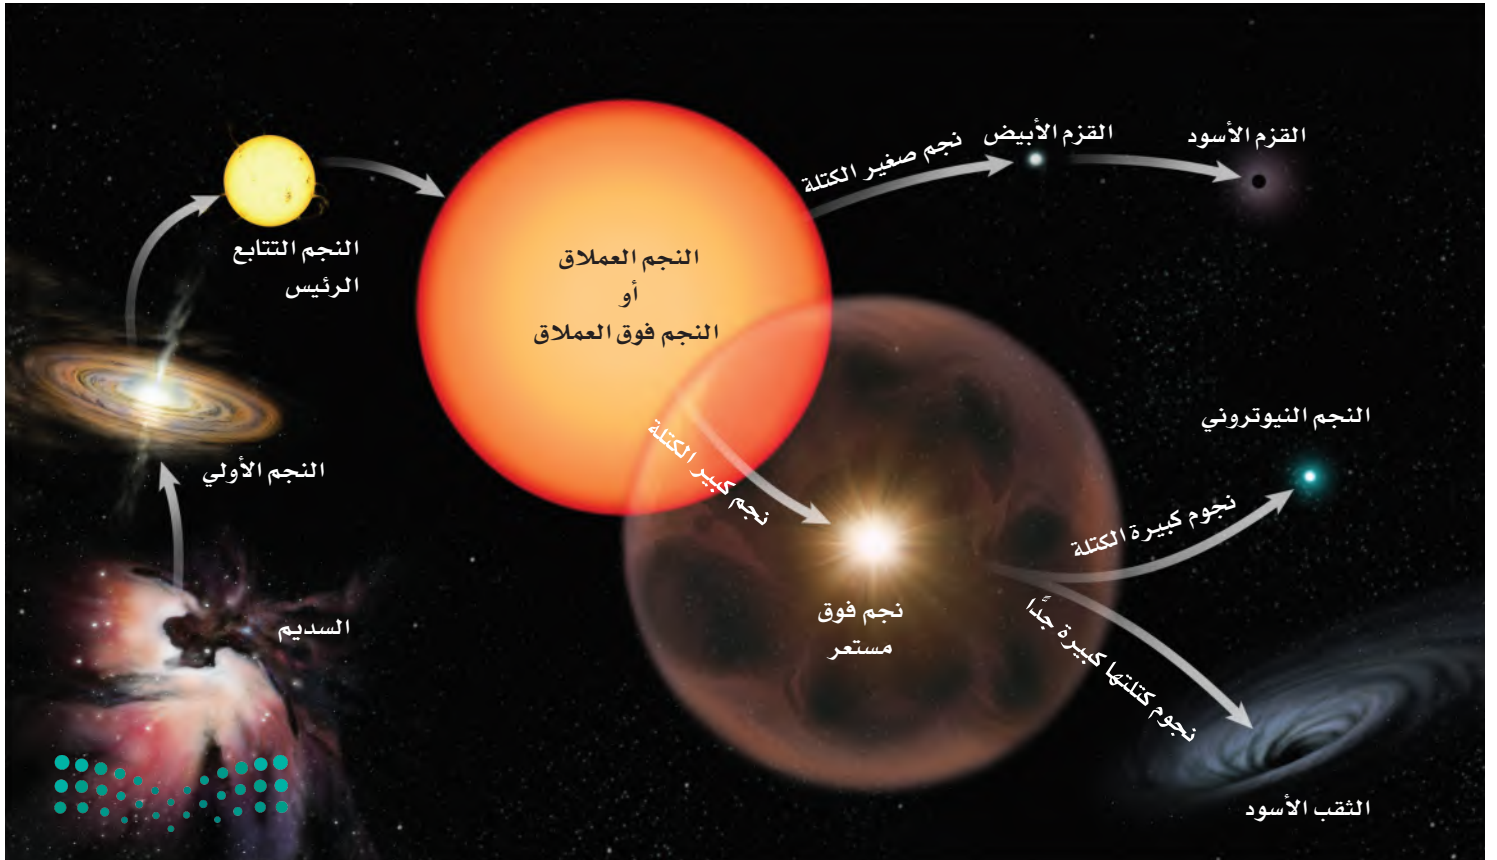 القزم الأسود
القزم الأبيض
نجم صغير الكتلة
النجم التتابع
الرئيس
النجم العملاق
أو
النجم فوق العملاق
النجم الأولي
السديم
نجم كبير الكتلة
نجم فوق
مستعر
النجم النيوتروني
نجوم كبيرة الكتلة
نجوم كتلتها كبيرة جدًّا
الثقب الأسود